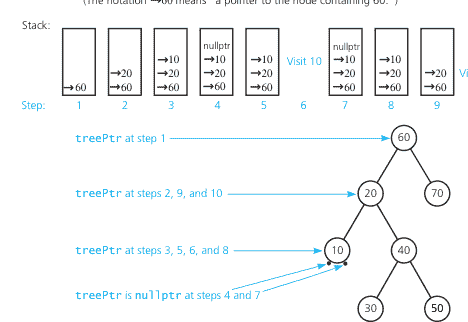 (The notation →60 means "a pointer to the node containing 60.")
Stack:
nullptr
nullptr
→10 →10 →10 →10 →10
→20 →20 →20 →20 →20 →20 →20 →20
→60 →60 →60 →60 →60 →60 →60 →60
Visit 10
Step: 1 2 3 4 5 6 7 8 9
treePtr at step 1
60
treePtr at steps 2, 9, and 10
20
70
treePtr at steps 3, 5, 6, and 8
10
40
treePtr is nullptr at steps 4 and 7
30
50